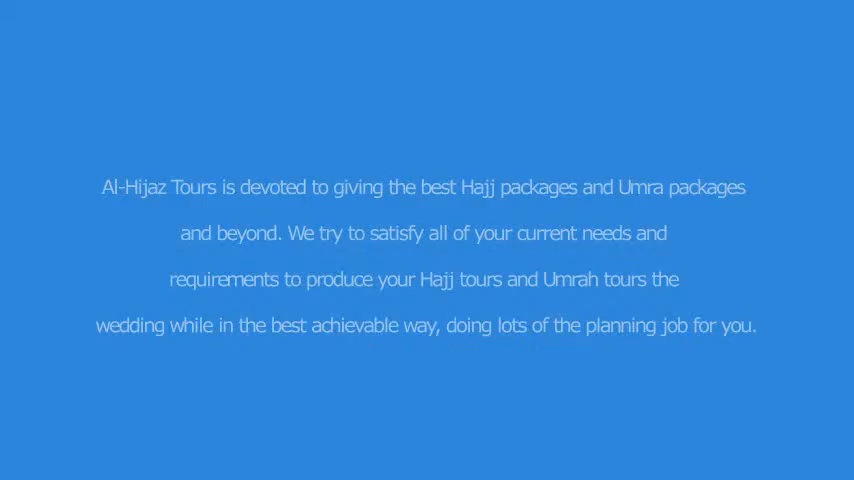 Al-Hijaz Tours is devoted to giving the best Hajj packages and Umra packages
and beyond. We try to satisfy all of your current needs and
requirements to produce your Hajj tours and Umrah tours the
wedding while in the best achievable way, doing lots of the planning job for you.